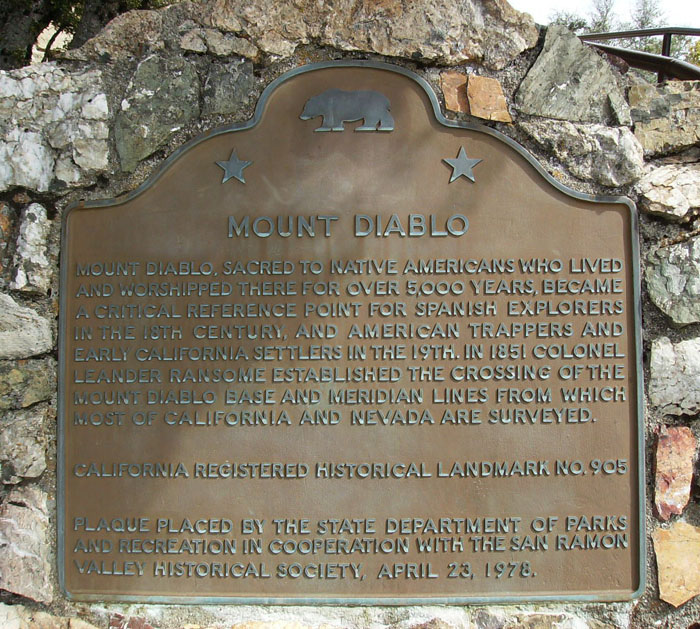 MOUNT DIABLO
MOUNT DIABLO, SACRED TO NATIVE AMERICANS WHO LIVED
AND WORSHIPPED THERE FOR OVER 5,000 YEARS, BECAME
A CRITICAL REFERENCE POINT FOR SPANISH EXPLORERS
IN THE 18TH CENTURY, AND AMERICAN TRAPPERS AND
EARLY CALIFORNIA SETTLERS IN THE 19TH. IN 1851 COLONEL
LEANDER RANSOME ESTABLISHED THE CROSSING OF THE
MOUNT DIABLO BASE AND MERIDIAN LINES FROM WHICH
MOST OF CALIFORNIA AND NEVADA ARE SURVEYED.
CALIFORNIA REGISTERED HISTORICAL LANDMARK NO. 905
PLAQUE PLACED BY THE STATE DEPARTMENT OF PARKS
AND RECREATION IN COOPERATION WITH THE SAN RAMON
VALLEY HISTORICAL SOCIETY, APRIL 23, 1978.